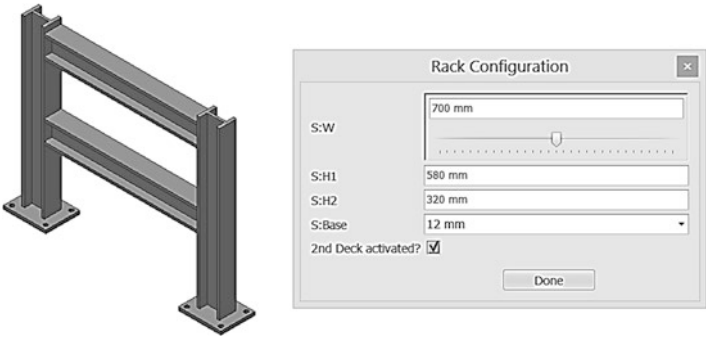 Rack Configuration
S:W
700 mm
S:H1
580 mm
S:H2
320 mm
S:Base
12 mm
2nd Deck activated?
Done